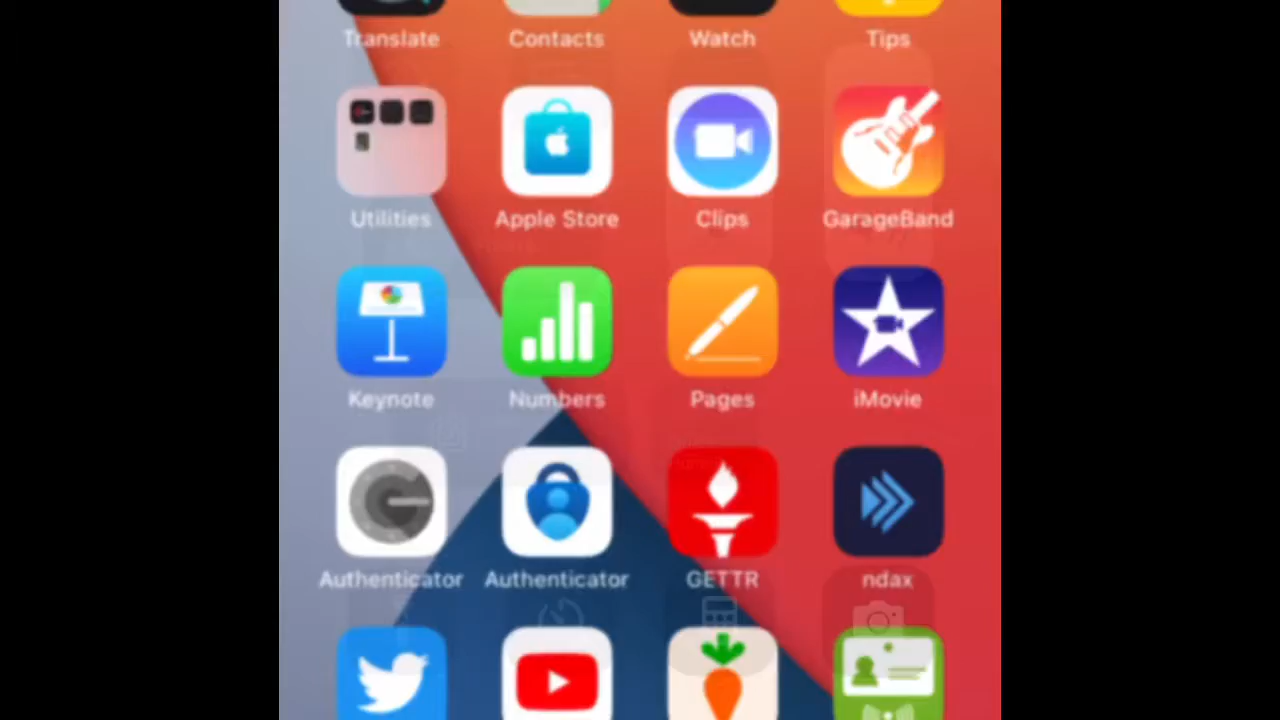 Translate Contacts Watch Tips
Utilities Apple Store Clips GarageBand
Keynote Numbers Pages iMovie
Authenticator Authenticator GETTR ndax